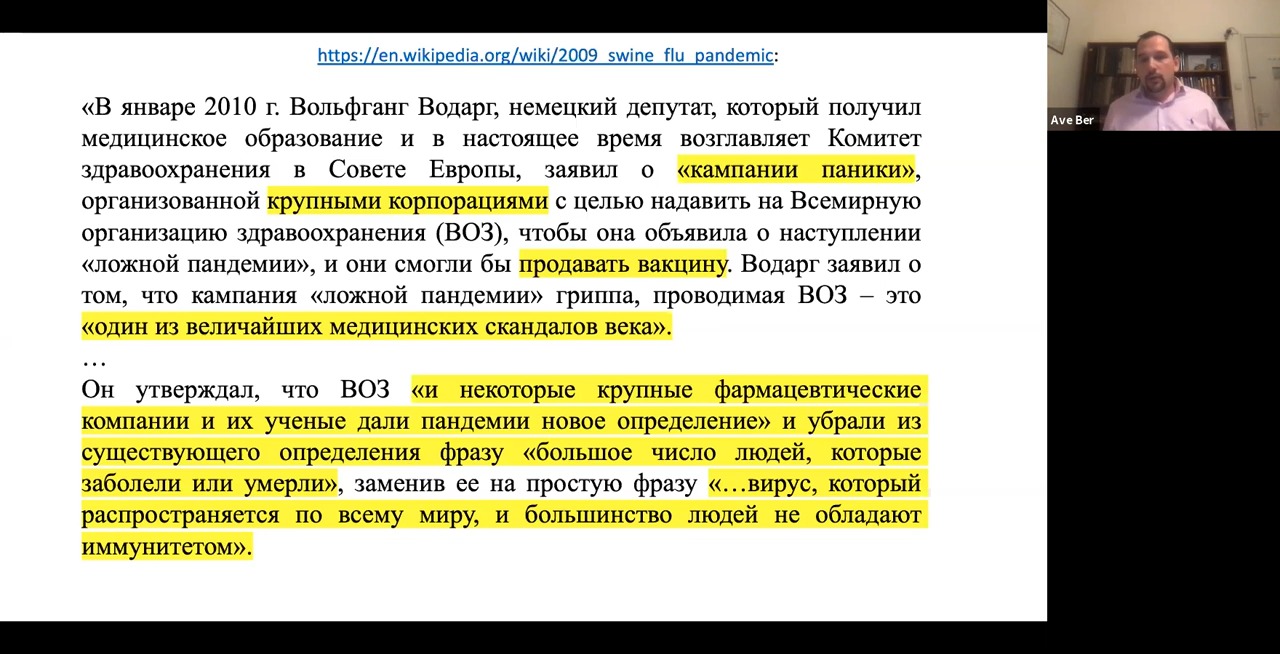 https://en.wikipedia.org/wiki/2009_swine_flu_pandemic:
«В январе 2010 г. Вольфганг Водарг, немецкий депутат, который получил
медицинское образование и в настоящее время возглавляет Комитет
здравоохранения в Совете Европы, заявил о «кампании паники»,
организованной крупными корпорациями с целью надавить на Всемирную
организацию здравоохранения (ВОЗ), чтобы она объявила о наступлении
«ложной пандемии», и они смогли бы продавать вакцину. Водарг заявил о
том, что кампания «ложной пандемии» гриппа, проводимая ВОЗ – это
«один из величайших медицинских скандалов века».
…
Он утверждал, что ВОЗ «и некоторые крупные фармацевтические
компании и их ученые дали пандемии новое определение» и убрали из
существующего определения фразу «большое число людей, которые
заболели или умерли», заменив ее на простую фразу «…вирус, который
распространяется по всему миру, и большинство людей не обладают
иммунитетом».
Ave Ber